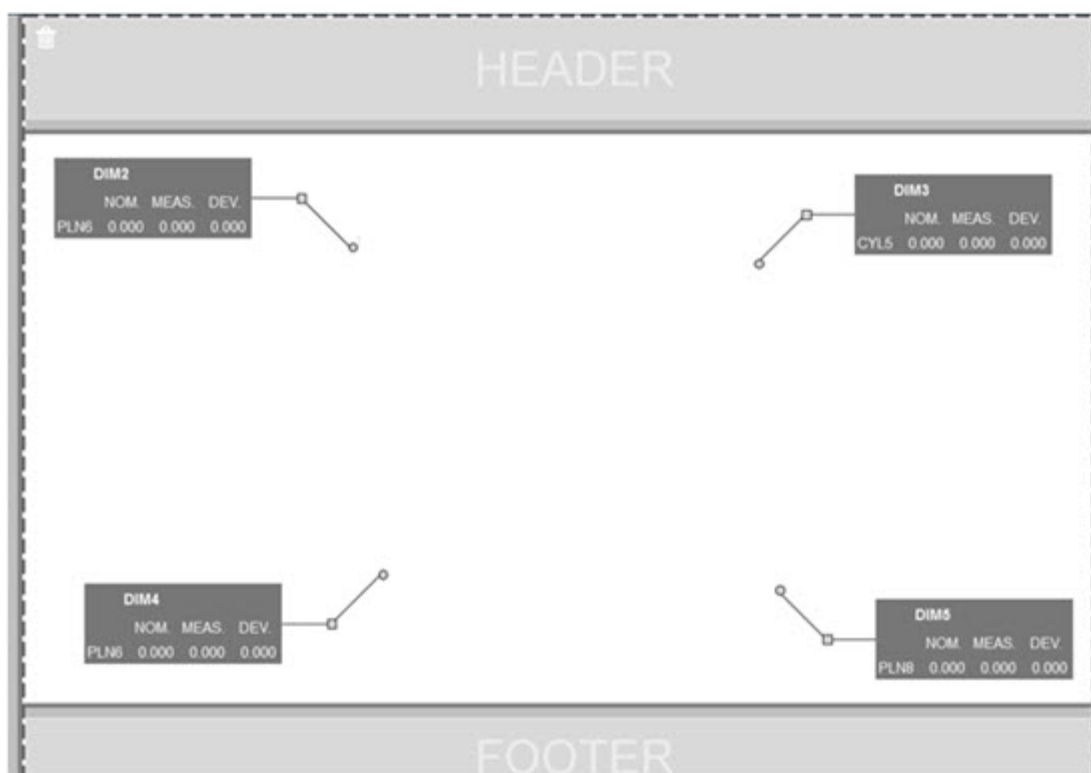 HEADER
DIM2
NOM. MEAS. DEV.
PLN6 0.000 0.000 0.000
DIM3
NOM. MEAS. DEV.
CYL5 0.000 0.000 0.000
DIM4
NOM. MEAS. DEV.
PLN6 0.000 0.000 0.000
DIM5
NOM. MEAS. DEV.
PLN8 0.000 0.000 0.000
FOOTER